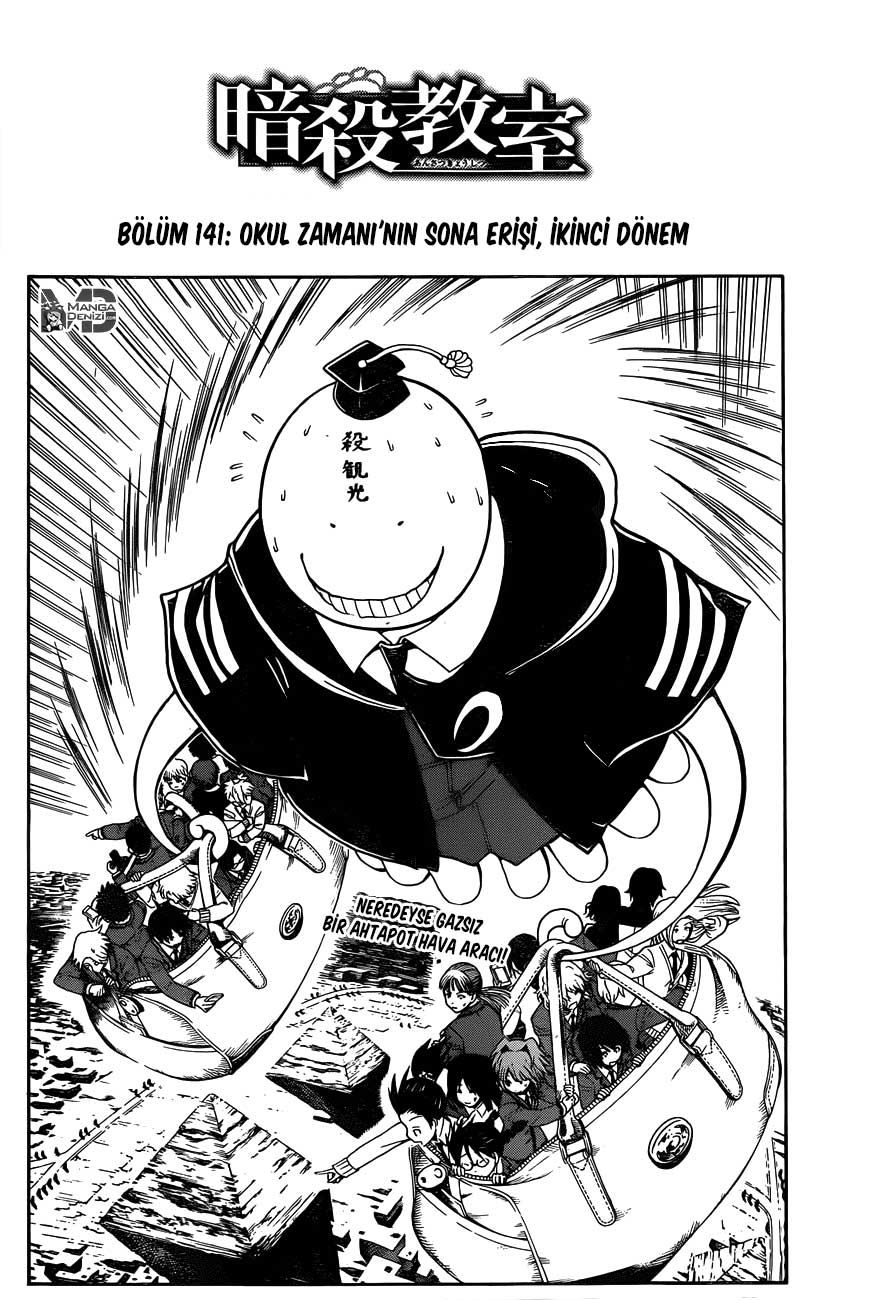 暗殺教室
あんさつきょうしつ
BÖLÜM 141: OKUL ZAMANI'NIN SONA ERİŞİ, İKİNCİ DÖNEM
MANGA
DENİZİ
殺観光
NEREDEYSE GAZSIZ
BİR AHTAPOT HAVA ARACI!!